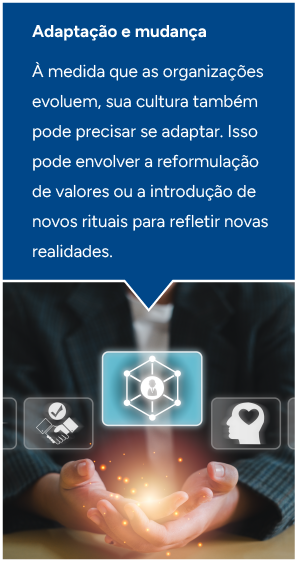 Adaptação e mudança
À medida que as organizações
evoluem, sua cultura também
pode precisar se adaptar. Isso
pode envolver a reformulação
de valores ou a introdução de
novos rituais para refletir novas
realidades.